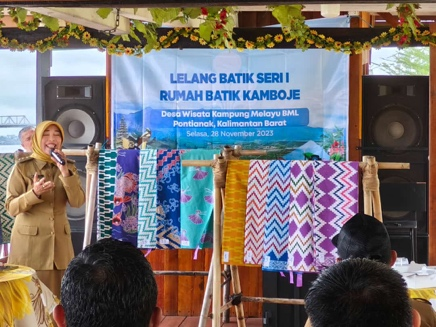 LELANG BATIK SERI I
RUMAH BATIK KAMBOJE
Desa Wisata Kampung Melayu BML
Pontianak, Kalimantan Barat
Selasa, 28 November 2023